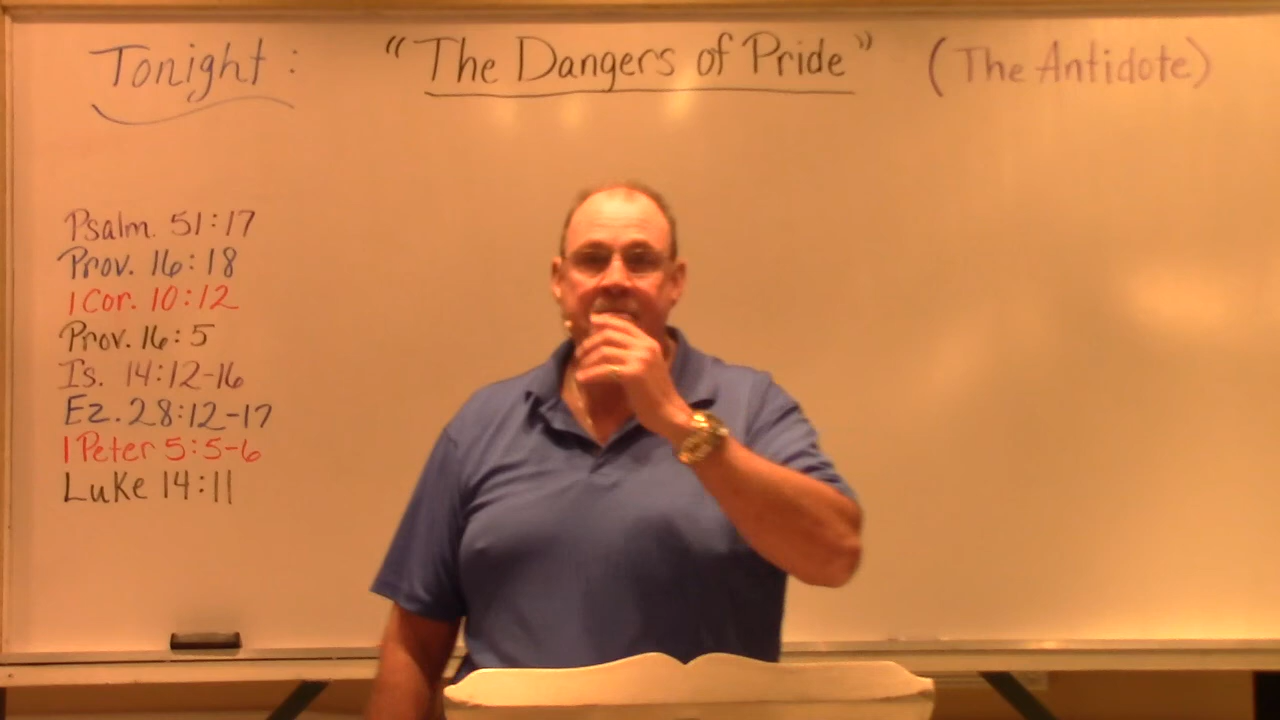 Tonight: "The Dangers of Pride" (The Antidote)
Psalm. 51:17
Prov. 16:18
1 Cor. 10:12
Prov. 16:5
Is. 14:12-16
Ez. 28:12-17
1 Peter 5:5-6
Luke 14:11